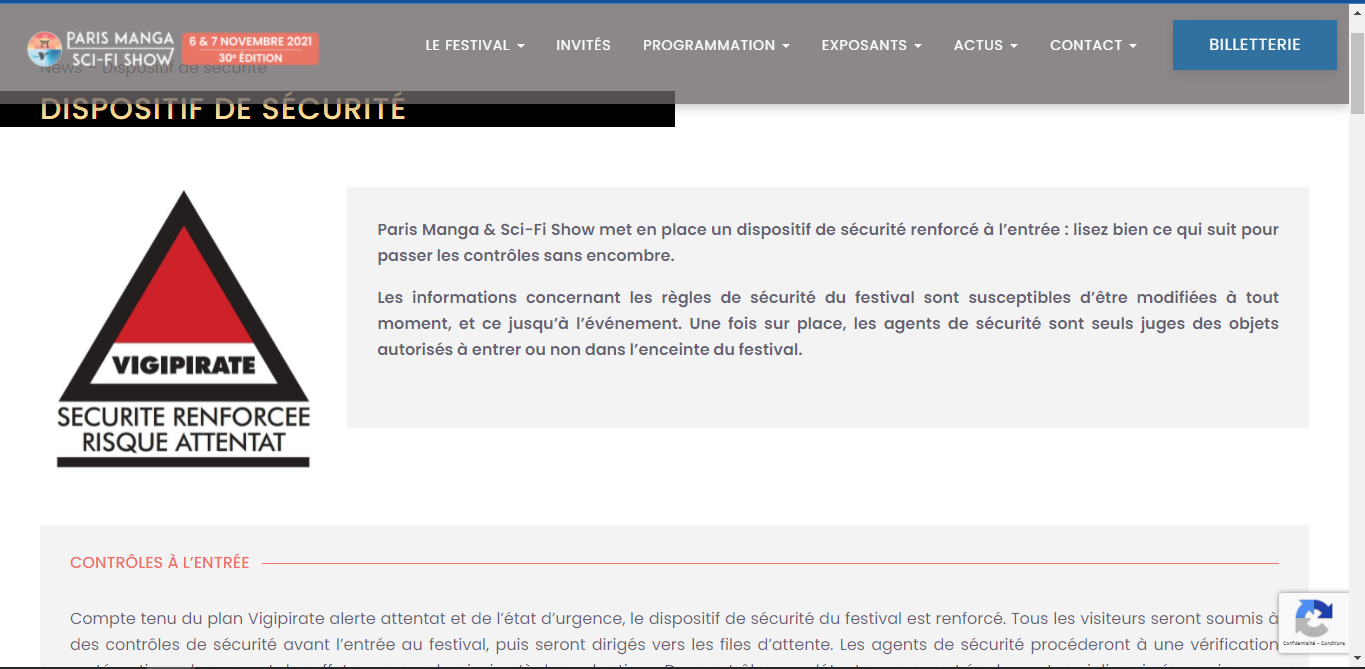 PARIS MANGA
SCI-FI SHOW
6 & 7 NOVEMBRE 2021
30e ÉDITION
LE FESTIVAL
INVITÉS
PROGRAMMATION
EXPOSANTS
ACTUS
CONTACT
BILLETTERIE
News - Dispositif de sécurité
DISPOSITIF DE SÉCURITÉ
VIGIPIRATE
SECURITE RENFORCEE
RISQUE ATTENTAT
Paris Manga & Sci-Fi Show met en place un dispositif de sécurité renforcé à l’entrée : lisez bien ce qui suit pour
passer les contrôles sans encombre.
Les informations concernant les règles de sécurité du festival sont susceptibles d’être modifiées à tout
moment, et ce jusqu’à l’événement. Une fois sur place, les agents de sécurité sont seuls juges des objets
autorisés à entrer ou non dans l’enceinte du festival.
CONTRÔLES À L’ENTRÉE
Compte tenu du plan Vigipirate alerte attentat et de l’état d’urgence, le dispositif de sécurité du festival est renforcé. Tous les visiteurs seront soumis à
des contrôles de sécurité avant l’entrée au festival, puis seront dirigés vers les files d’attente. Les agents de sécurité procéderont à une vérification
Confidentialité - Conditions